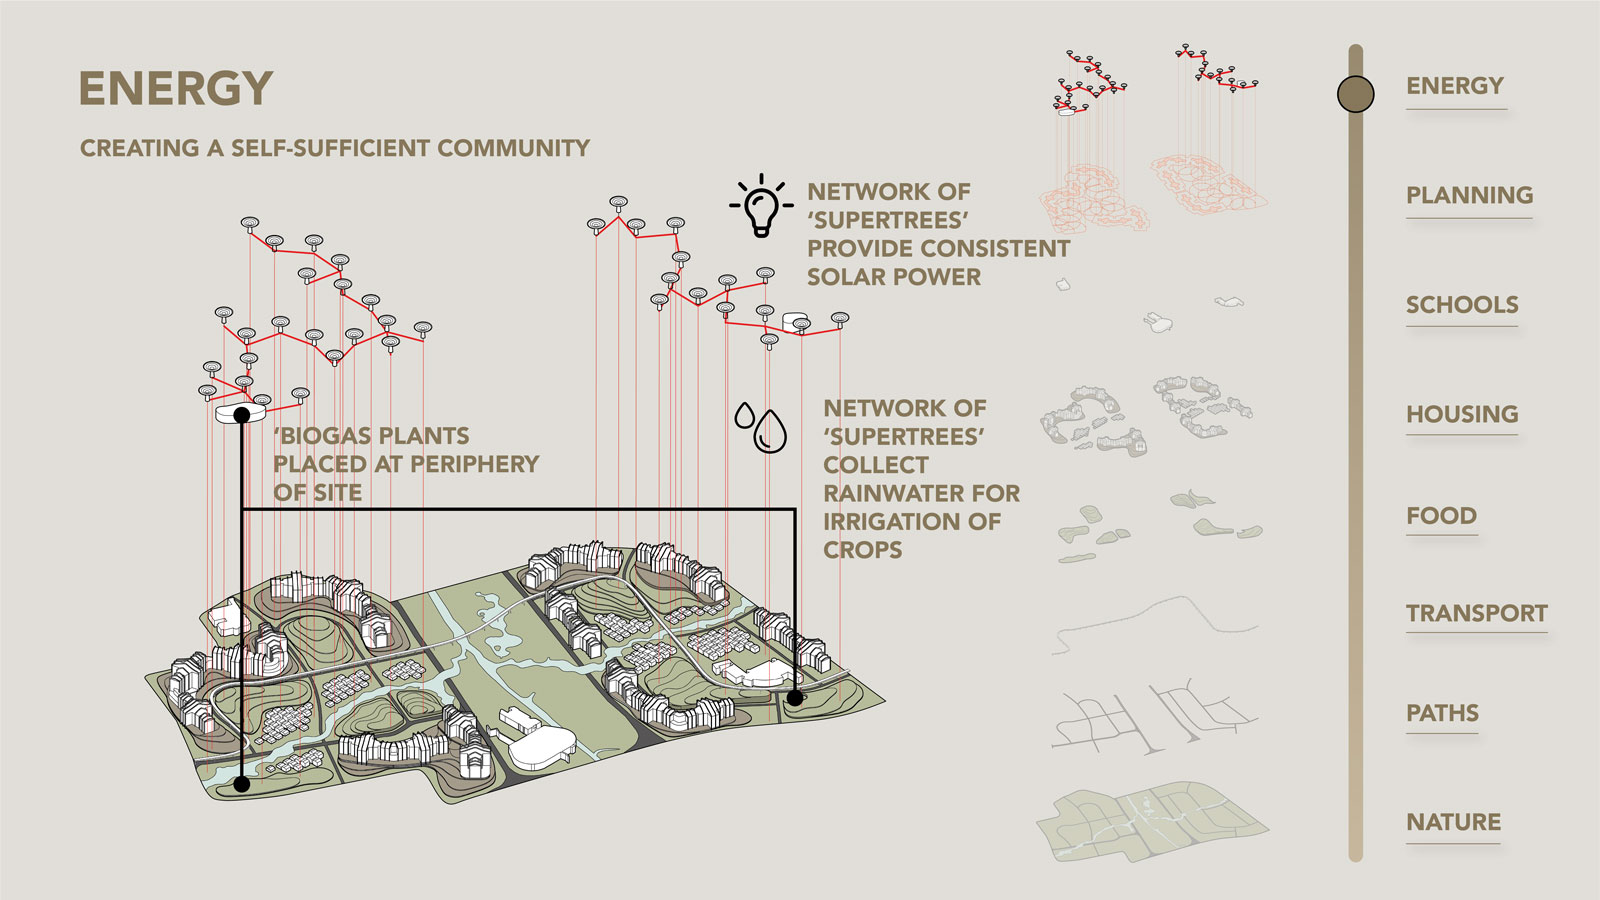 ENERGY
CREATING A SELF-SUFFICIENT COMMUNITY
NETWORK OF
‘SUPERTREES’
PROVIDE CONSISTENT
SOLAR POWER
‘BIOGAS PLANTS
PLACED AT PERIPHERY
OF SITE
NETWORK OF
‘SUPERTREES’
COLLECT
RAINWATER FOR
IRRIGATION OF
CROPS
ENERGY
PLANNING
SCHOOLS
HOUSING
FOOD
TRANSPORT
PATHS
NATURE